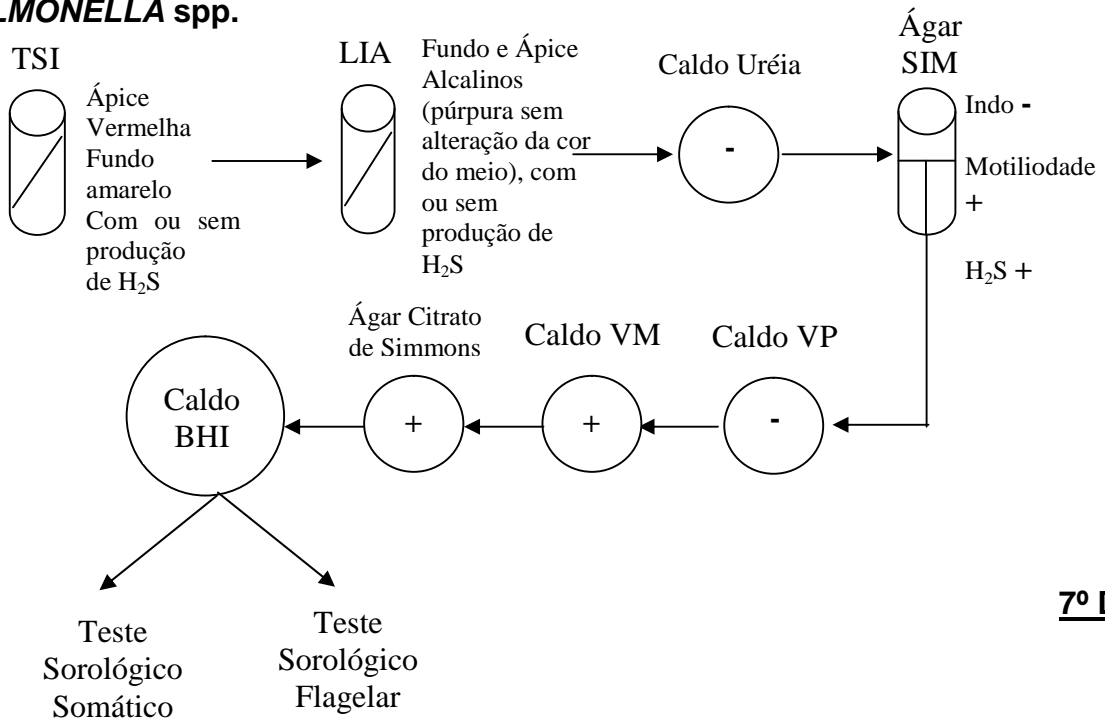 LMONELLA spp.
TSI
Ápice
Vermelha
Fundo
amarelo
Com ou sem
produção
de H₂S
LIA
Fundo e Ápice
Alcalinos
(púrpura sem
alteração da cor
do meio), com
ou sem
produção de
H₂S
Caldo Uréia
-
Ágar
SIM
Indo -
Motiliodade
+
H₂S +
Caldo VP
-
Caldo VM
+
Ágar Citrato
de Simmons
+
Caldo
BHI
Teste
Sorológico
Somático
Teste
Sorológico
Flagelar
7º